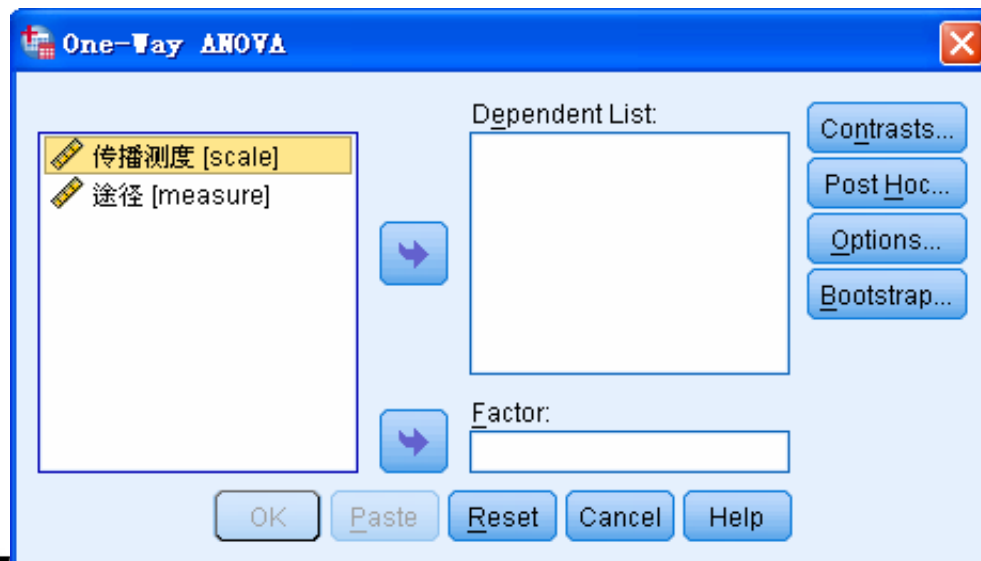 One-Way ANOVA
传播测度 [scale]
途径 [measure]
Dependent List:
Factor:
Contrasts...
Post Hoc...
Options...
Bootstrap...
OK
Paste
Reset
Cancel
Help